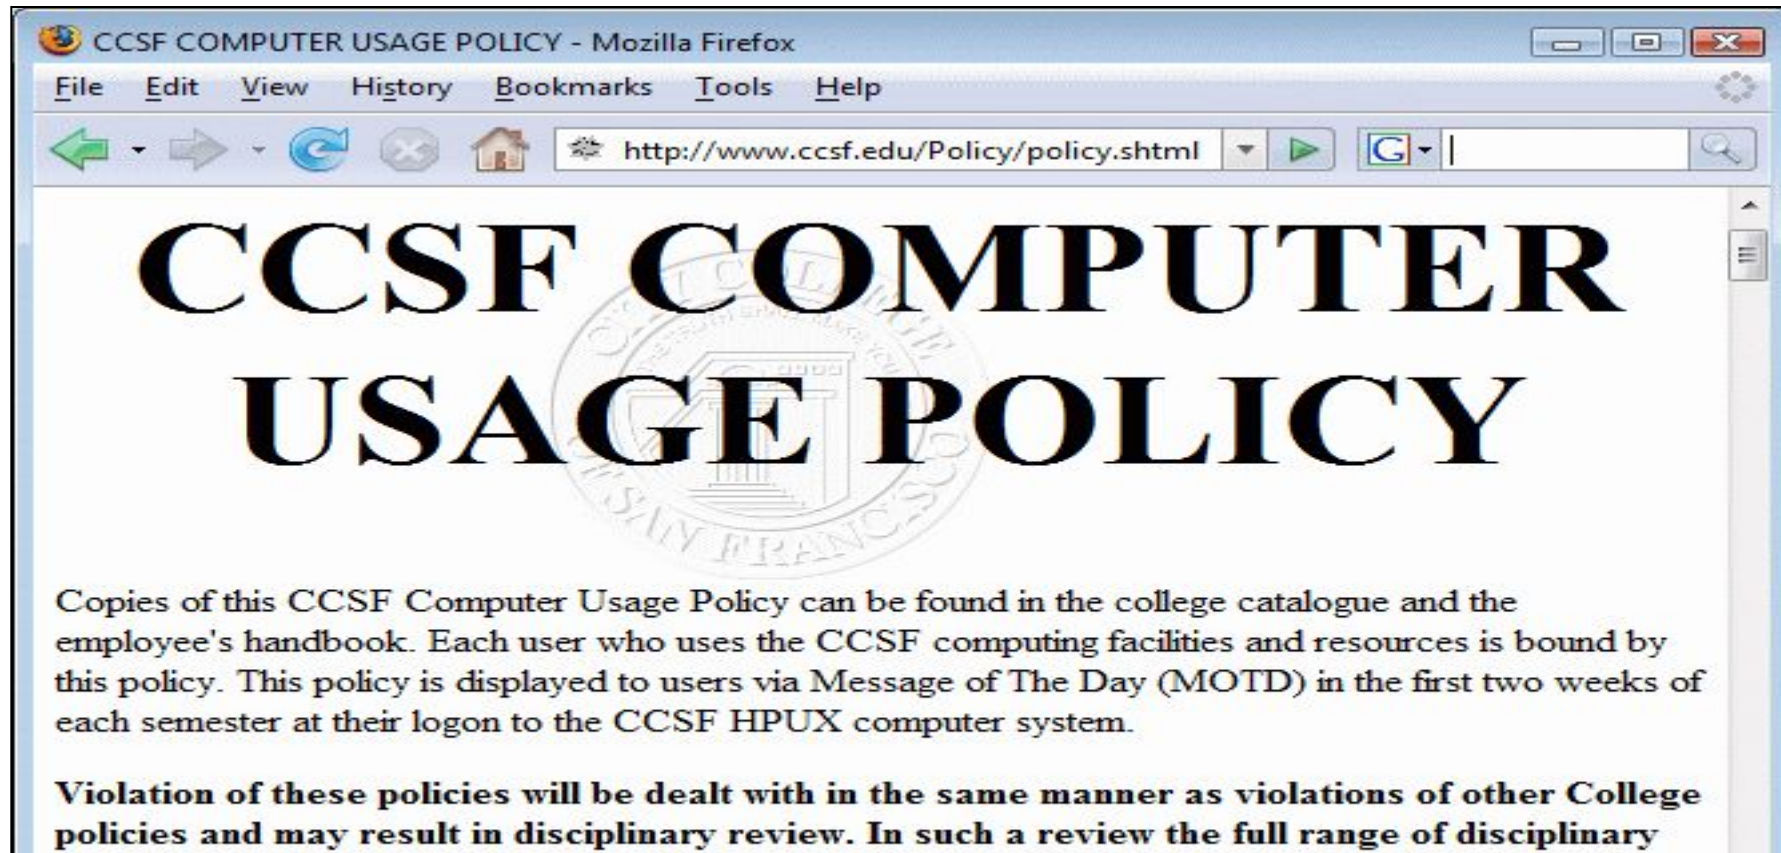 CCSF COMPUTER USAGE POLICY - Mozilla Firefox
File Edit View History Bookmarks Tools Help
http://www.ccsf.edu/Policy/policy.shtml G
CCSF COMPUTER
USAGE POLICY
CITY COLLEGE
OF SAN FRANCISCO
Copies of this CCSF Computer Usage Policy can be found in the college catalogue and the
employee's handbook. Each user who uses the CCSF computing facilities and resources is bound by
this policy. This policy is displayed to users via Message of The Day (MOTD) in the first two weeks of
each semester at their logon to the CCSF HPUX computer system.
Violation of these policies will be dealt with in the same manner as violations of other College
policies and may result in disciplinary review. In such a review the full range of disciplinary